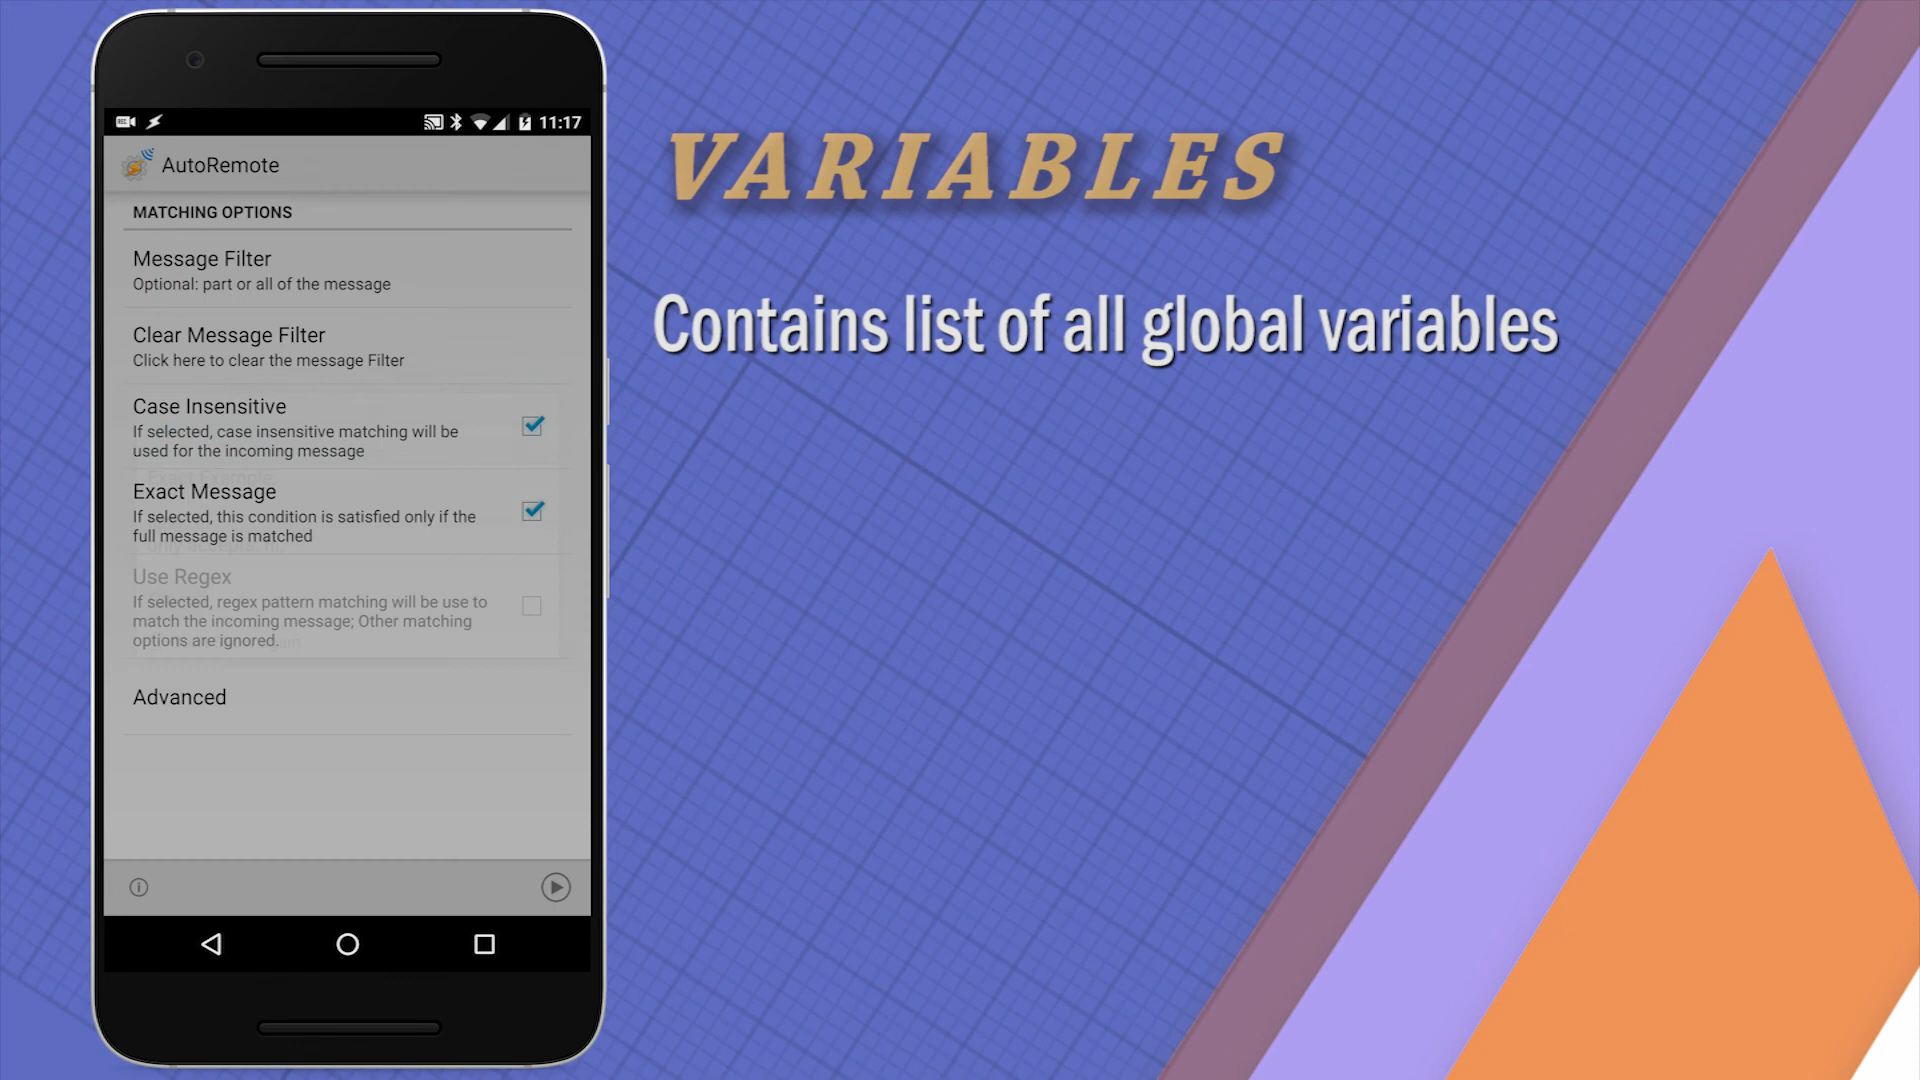 11:17
AutoRemote
MATCHING OPTIONS
Message Filter
Optional: part or all of the message
Clear Message Filter
Click here to clear the message Filter
Case Insensitive
If selected, case insensitive matching will be
used for the incoming message
Exact Message
If selected, this condition is satisfied only if the
full message is matched
Use Regex
If selected, regex pattern matching will be use to
match the incoming message; Other matching
options are ignored.
Advanced
VARIABLES
Contains list of all global variables